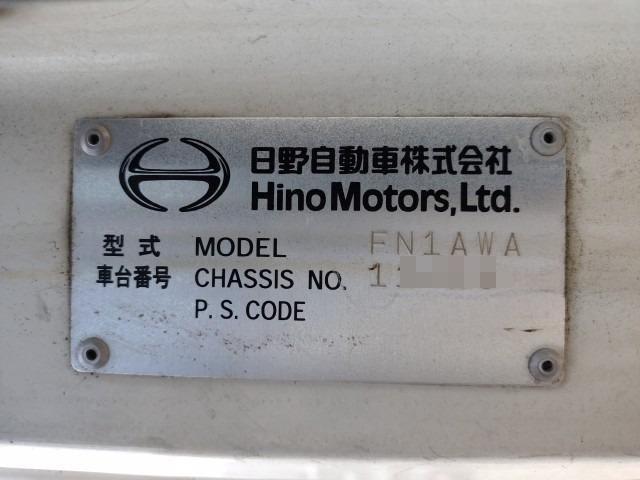 日野自動車株式会社
Hino Motors, Ltd.
型式 MODEL FN1AWA
車台番号 CHASSIS NO. 11
P.S.CODE